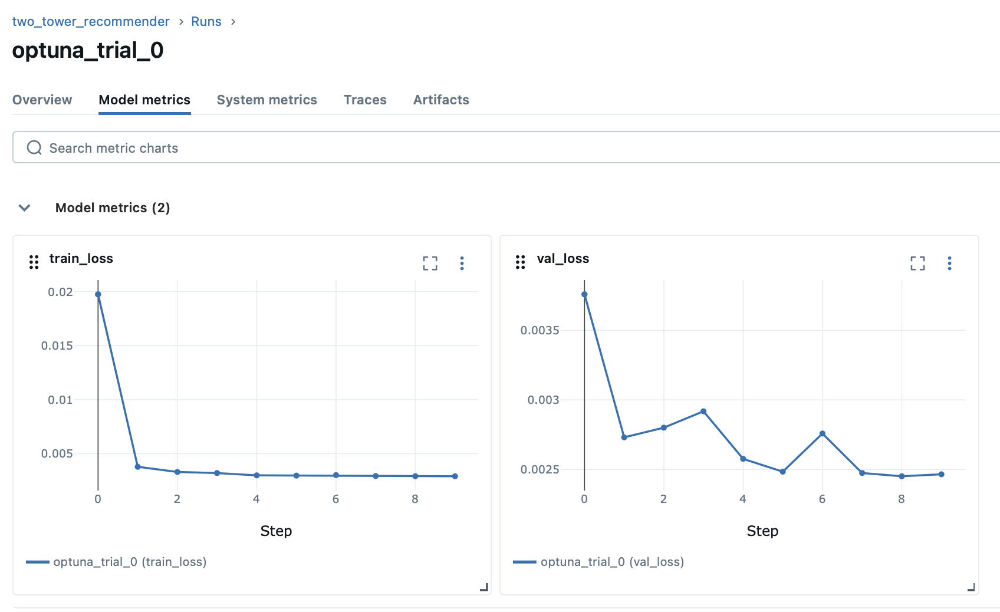 two_tower_recommender > Runs >
optuna_trial_0
Overview Model metrics System metrics Traces Artifacts
Search metric charts
Model metrics (2)
train_loss
0.02
0.015
0.01
0.005
0 2 4 6 8
Step
optuna_trial_0 (train_loss)
val_loss
0.0035
0.003
0.0025
0 2 4 6 8
Step
optuna_trial_0 (val_loss)